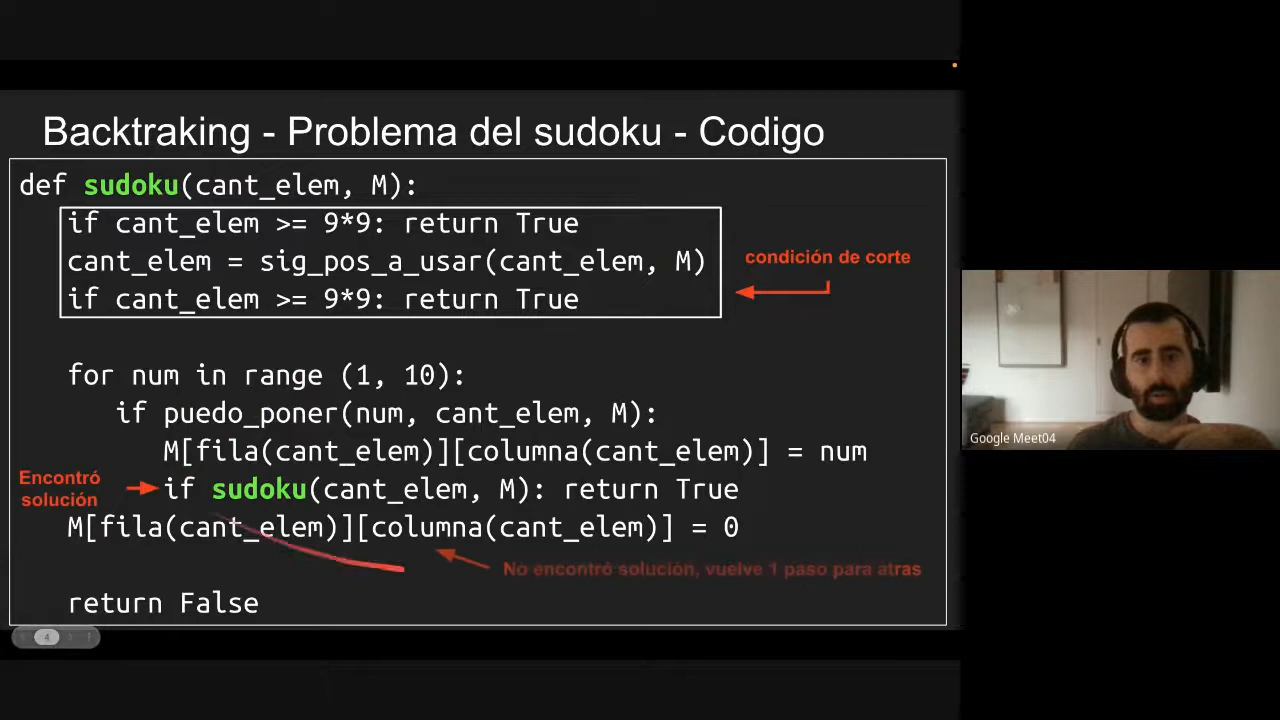 Backtraking - Problema del sudoku - Codigo
def sudoku(cant_elem, M):
if cant_elem >= 9*9: return True
cant_elem = sig_pos_a_usar(cant_elem, M)
if cant_elem >= 9*9: return True
condición de corte
for num in range (1, 10):
if puedo_poner(num, cant_elem, M):
M[fila(cant_elem)][columna(cant_elem)] = num
Encontró
solución
if sudoku(cant_elem, M): return True
M[fila(cant_elem)][columna(cant_elem)] = 0
No encontró solución, vuelve 1 paso para atras
return False
4
Google Meet04